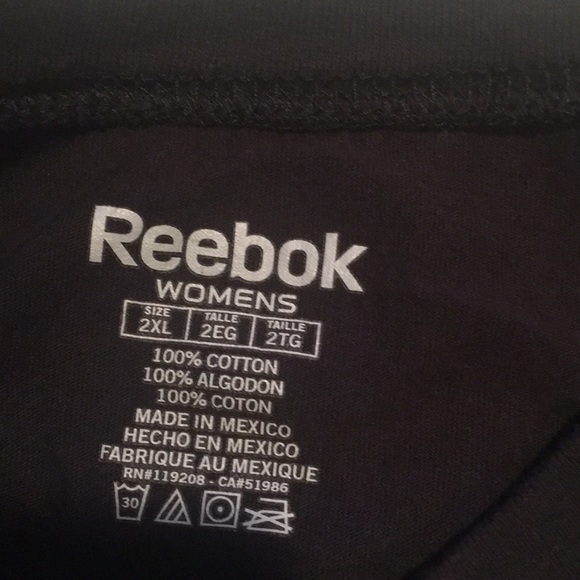 Reebok
WOMENS
SIZE TALLE TAILLE
2XL 2EG 2TG
100% COTTON
100% ALGODON
100% COTON
MADE IN MEXICO
HECHO EN MEXICO
FABRIQUE AU MEXIQUE
RN#119208 - CA#51986
30